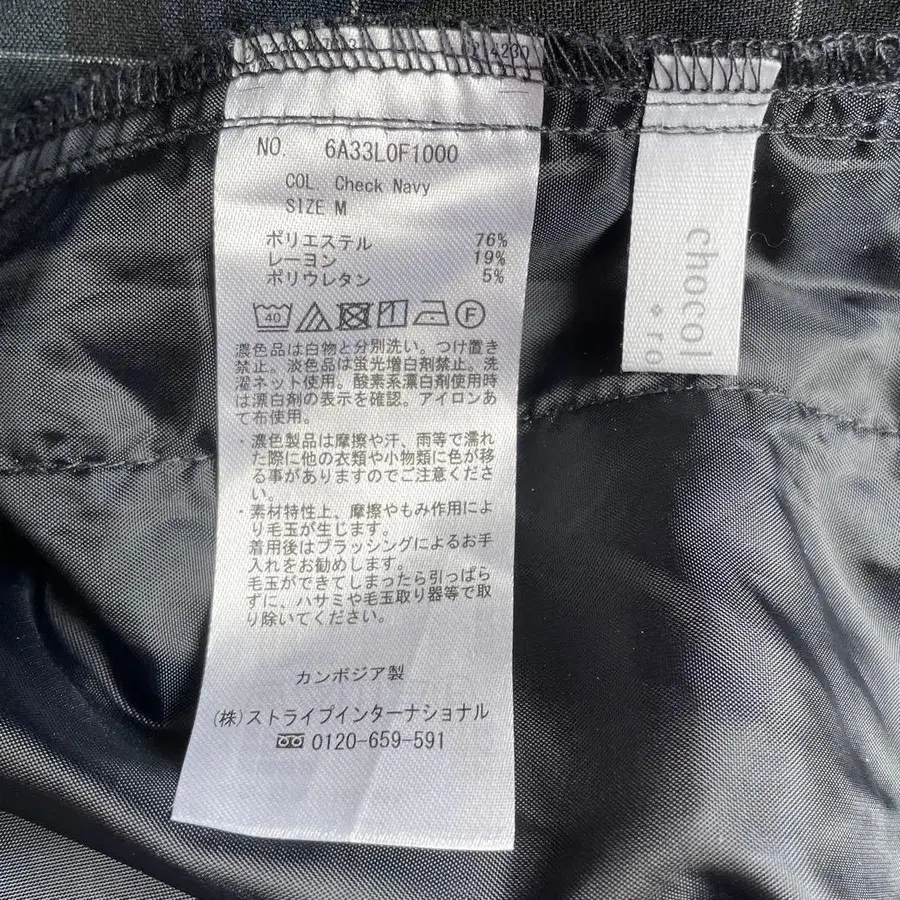 NO. 6A33L0F1000
COL. Check Navy
SIZE M
ポリエステル 76%
レーヨン 19%
ポリウレタン 5%
40
F
濃色品は白物と分別洗い。つけ置き
禁止。淡色品は蛍光増白剤禁止。洗
濯ネット使用。酸素系漂白剤使用時
は漂白剤の表示を確認。アイロンあ
て布使用。
・濃色製品は摩擦や汗、雨等で濡れ
た際に他の衣類や小物類に色が移
る事がありますのでご注意くださ
い。
・素材特性上、摩擦やもみ作用によ
り毛玉が生じます。
着用後はブラッシングによるお手
入れをお勧めします。
毛玉ができてしまったら引っぱら
ずに、ハサミや毛玉取り器等で取
り除いてください。
カンボジア製
(株)ストライプインターナショナル
0120-659-591
chocol
ro